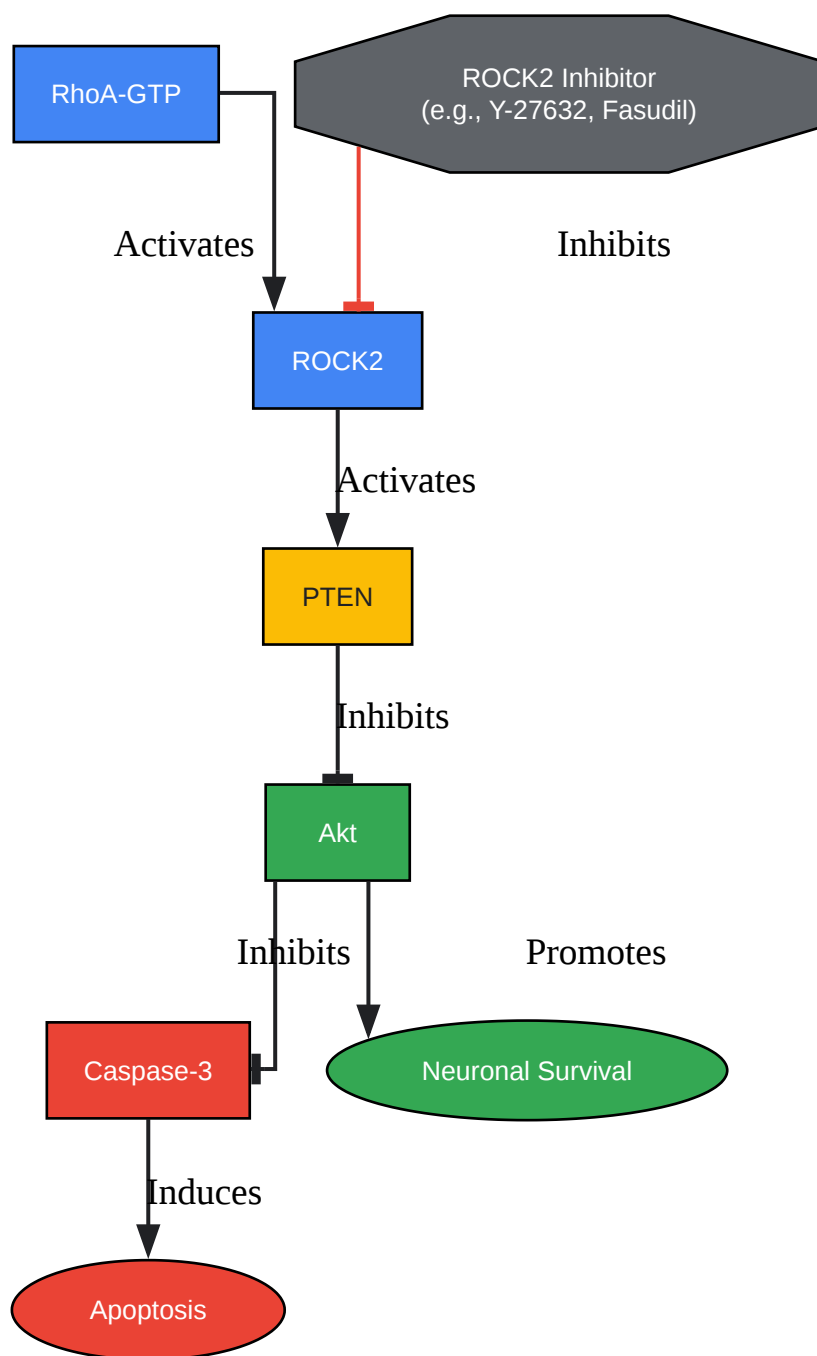 RhoA-GTP
ROCK2 Inhibitor
(e.g., Y-27632, Fasudil)
Activates
Inhibits
ROCK2
Activates
PTEN
Inhibits
Akt
Inhibits
Promotes
Caspase-3
Neuronal Survival
Induces
Apoptosis